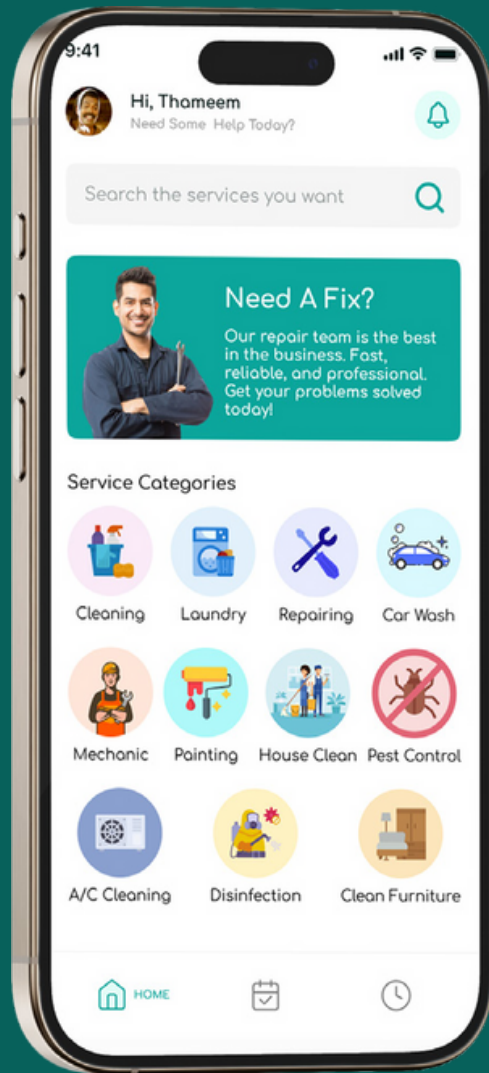 9:41
Hi, Thameem
Need Some Help Today?
Search the services you want
Need A Fix?
Our repair team is the best
in the business. Fast,
reliable, and professional.
Get your problems solved
today!
Service Categories
Cleaning Laundry Repairing Car Wash
Mechanic Painting House Clean Pest Control
A/C Cleaning Disinfection Clean Furniture
HOME